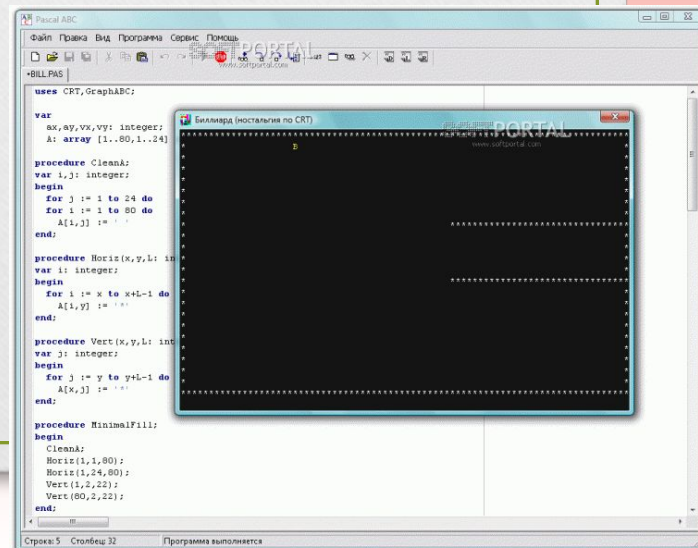 Pascal ABC
Файл Правка Вид Программа Сервис Помощь
SOFTPORTAL
www.softportal.com
•BILL.PAS
uses CRT,GraphABC;
var
ax,ay,vx,vy: integer;
A: array [1..80,1..24]
procedure CleanA;
var i,j: integer;
begin
for j := 1 to 24 do
for i := 1 to 80 do
A[i,j] := ' '
end;
procedure Horiz(x,y,L: in
var i: integer;
begin
for i := x to x+L-1 do
A[i,y] := '*'
end;
procedure Vert(x,y,L: int
var j: integer;
begin
for j := y to y+L-1 do
A[x,j] := '*'
end;
procedure MinimalFill;
begin
CleanA;
Horiz(1,1,80);
Horiz(1,24,80);
Vert(1,2,22);
Vert(80,2,22);
end;
Биллиард (ностальгия по CRT)
SOFTPORTAL
www.softportal.com
Строка: 5 Столбец: 32 Программа выполняется